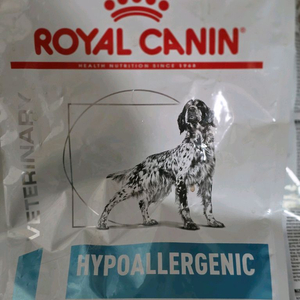 ROYAL CANIN
HEALTH NUTRITION SINCE 1968
VETERINARY
HYPOALLERGENIC